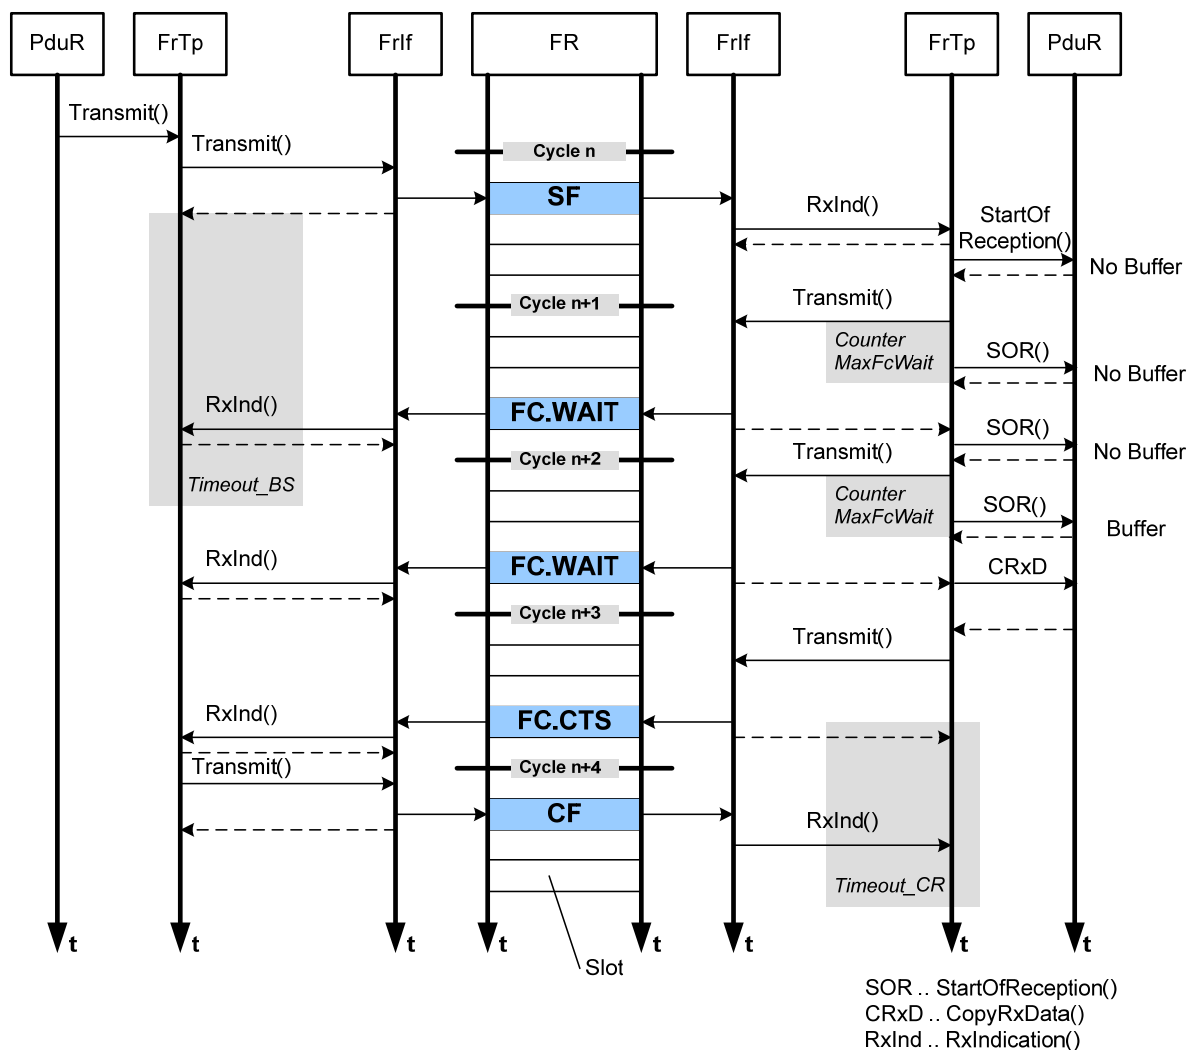 PduR
FrTp
FrIf
FR
FrIf
FrTp
PduR
Transmit()
Transmit()
Cycle n
SF
RxInd()
StartOf
Reception()
No Buffer
Transmit()
Cycle n+1
Counter
MaxFcWait
SOR()
No Buffer
RxInd()
FC.WAIT
SOR()
No Buffer
Transmit()
Cycle n+2
Timeout_BS
Counter
MaxFcWait
SOR()
Buffer
RxInd()
FC.WAIT
CRxD
Cycle n+3
Transmit()
RxInd()
FC.CTS
Transmit()
Cycle n+4
CF
RxInd()
Timeout_CR
t
t
t
t
t
t
t
t
Slot
SOR .. StartOfReception()
CRxD .. CopyRxData()
RxInd .. RxIndication()